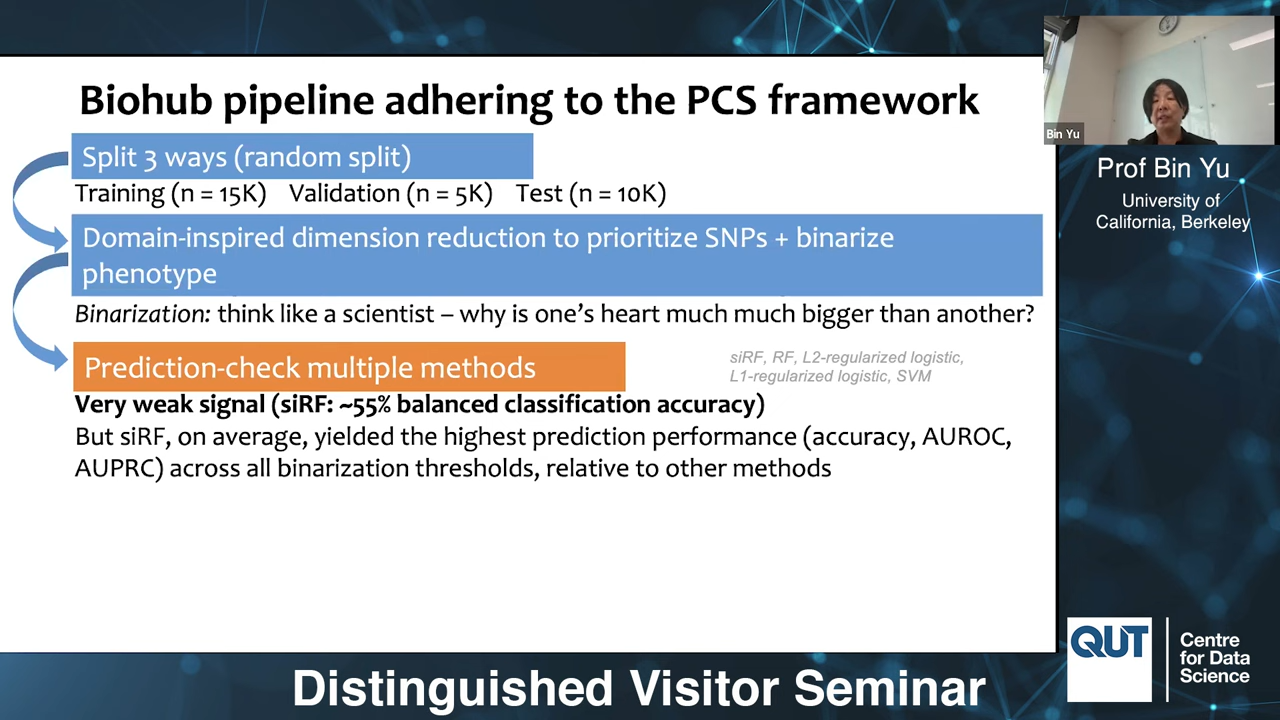 Biohub pipeline adhering to the PCS framework
Split 3 ways (random split)
Training (n = 15K) Validation (n = 5K) Test (n = 10K)
Domain-inspired dimension reduction to prioritize SNPs + binarize
phenotype
Binarization: think like a scientist – why is one's heart much much bigger than another?
Prediction-check multiple methods
siRF, RF, L2-regularized logistic,
L1-regularized logistic, SVM
Very weak signal (siRF: ~55% balanced classification accuracy)
But siRF, on average, yielded the highest prediction performance (accuracy, AUROC,
AUPRC) across all binarization thresholds, relative to other methods
Bin Yu
Prof Bin Yu
University of
California, Berkeley
QUT
Centre
for Data
Science
Distinguished Visitor Seminar